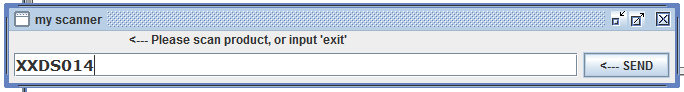 my scanner
<--- Please scan product, or input 'exit'
XXDS014
<--- SEND